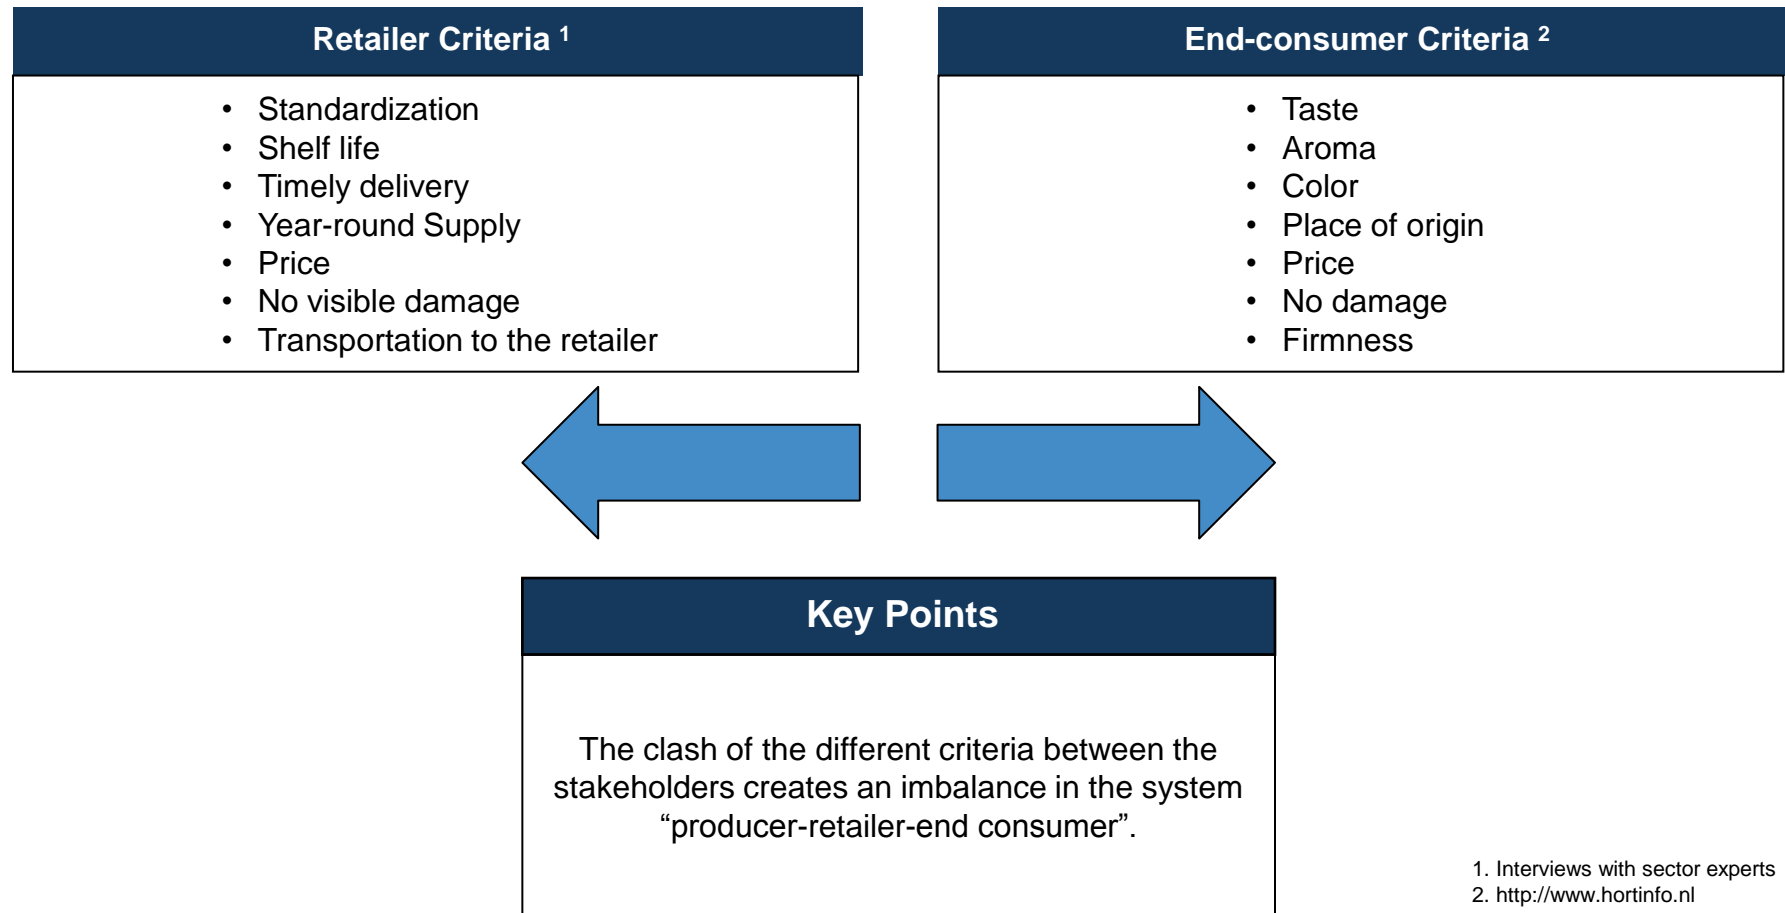 Retailer Criteria 1
• Standardization
• Shelf life
• Timely delivery
• Year-round Supply
• Price
• No visible damage
• Transportation to the retailer
End-consumer Criteria 2
• Taste
• Aroma
• Color
• Place of origin
• Price
• No damage
• Firmness
Key Points
The clash of the different criteria between the
stakeholders creates an imbalance in the system
“producer-retailer-end consumer”.
1. Interviews with sector experts
2. http://www.hortinfo.nl